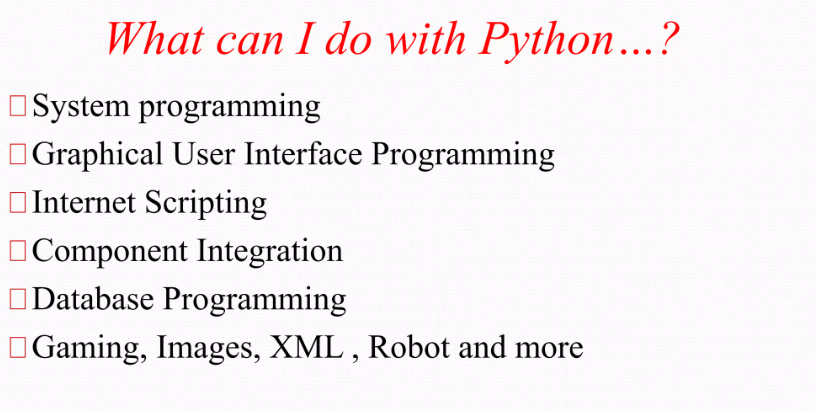 What can I do with Python…?
System programming
Graphical User Interface Programming
Internet Scripting
Component Integration
Database Programming
Gaming, Images, XML , Robot and more